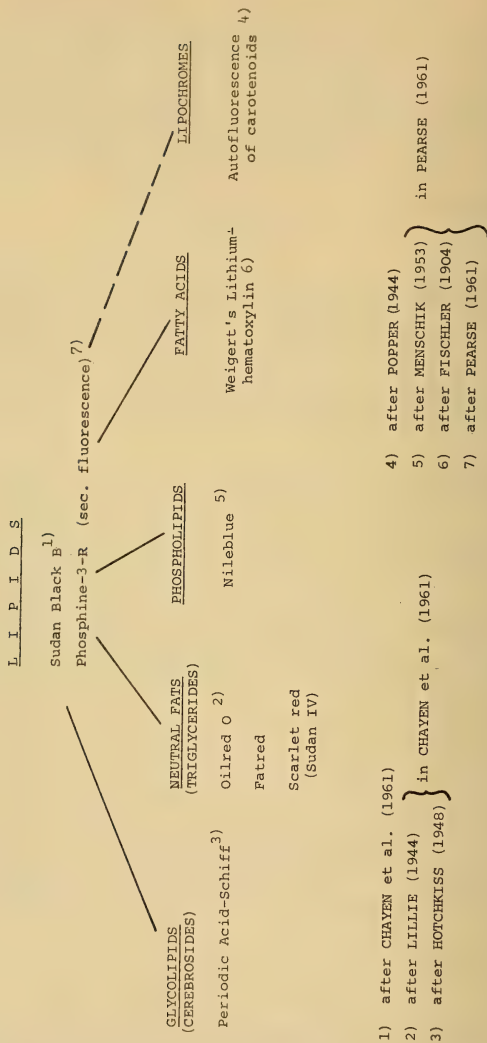 L I P I D S
Sudan Black B 1)
Phosphine-3-R (sec. fluorescence) 7)
GLYCOLIPIDS
(CEREBROSIDES)
Periodic Acid-Schiff 3)
NEUTRAL FATS
(TRIGLYCERIDES)
Oilred O 2)
Fatred
Scarlet red
(Sudan IV)
PHOSPHOLIPIDS
Nileblue 5)
FATTY ACIDS
Weigert's Lithium-
hematoxylin 6)
LIPOCHROMES
Autofluorescence 4)
of carotenoids
1) after CHAYEN et al. (1961)
2) after LILLIE (1944)
3) after HOTCHKISS (1948)
in CHAYEN et al. (1961)
4) after POPPER (1944)
5) after MENSCHIK (1953)
6) after FISCHLER (1904)
7) after PEARSE (1961)
in PEARSE (1961)